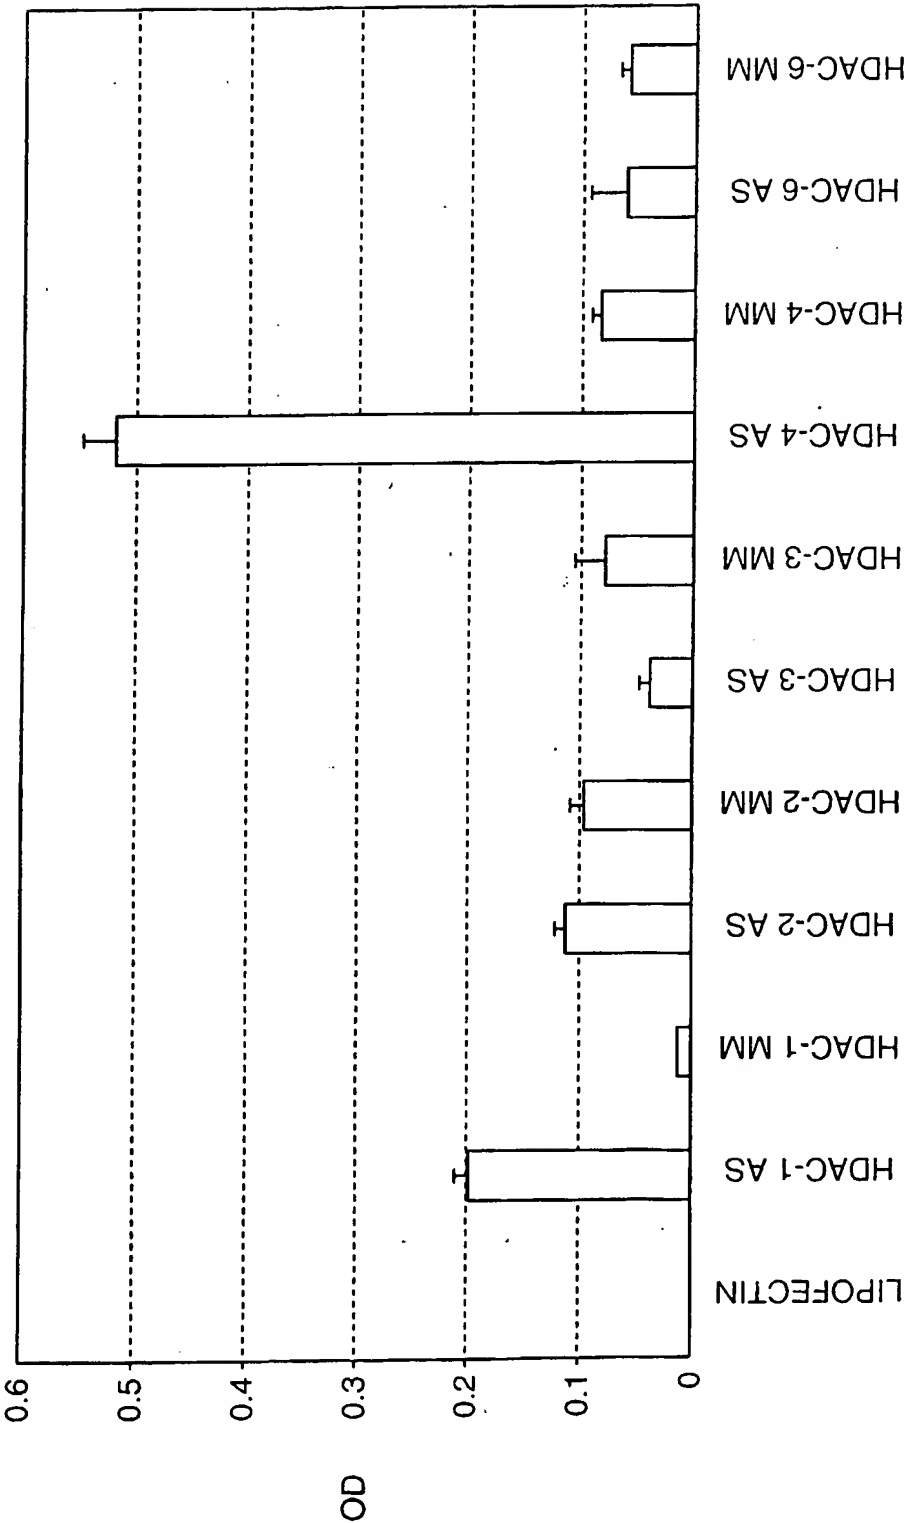 OD
0.6
0.5
0.4
0.3
0.2
0.1
0
LIPOFECTIN
HDAC-1 AS
HDAC-1 MM
HDAC-2 AS
HDAC-2 MM
HDAC-3 AS
HDAC-3 MM
HDAC-4 AS
HDAC-4 MM
HDAC-6 AS
HDAC-6 MM